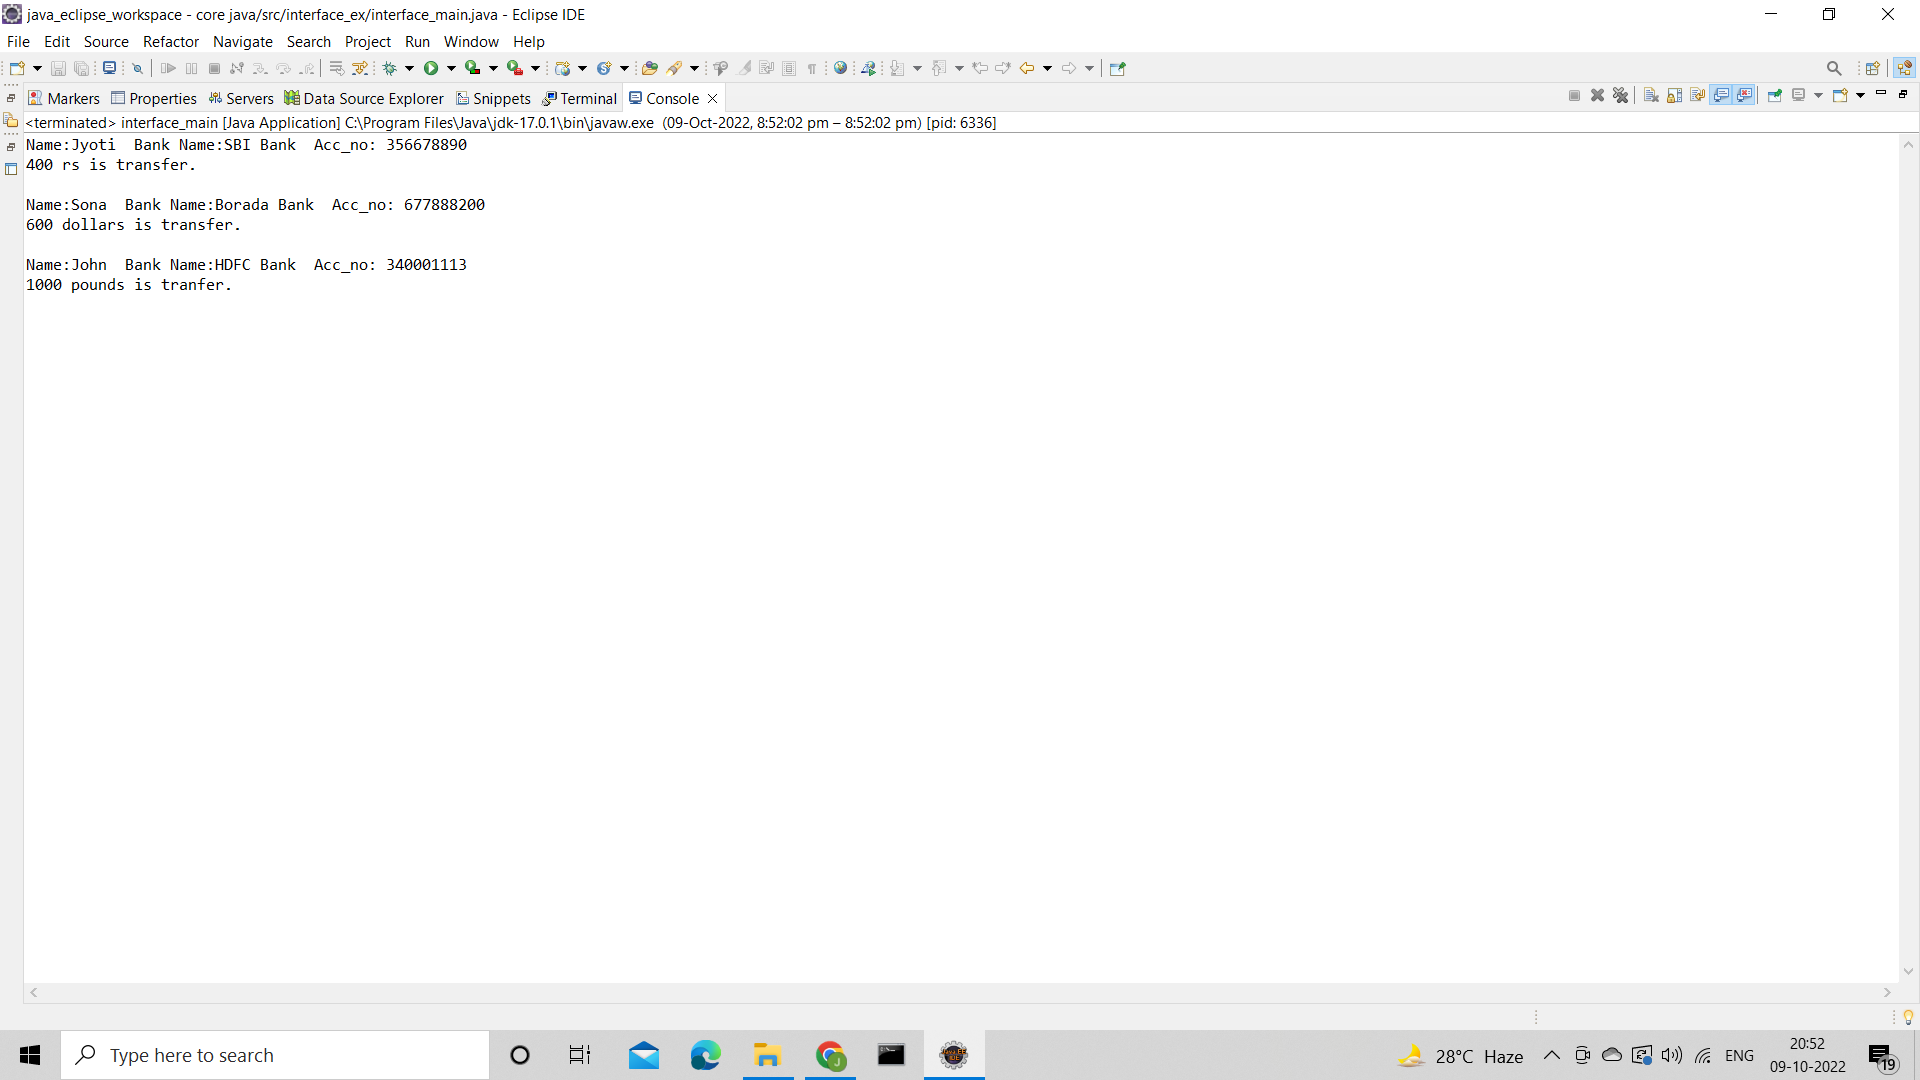 java_eclipse_workspace - core java/src/interface_ex/interface_main.java - Eclipse IDE
File Edit Source Refactor Navigate Search Project Run Window Help
Markers Properties Servers Data Source Explorer Snippets Terminal Console
<terminated> interface_main [Java Application] C:\Program Files\Java\jdk-17.0.1\bin\javaw.exe (09-Oct-2022, 8:52:02 pm – 8:52:02 pm) [pid: 6336]
Name:Jyoti  Bank Name:SBI Bank  Acc_no: 356678890
400 rs is transfer.
Name:Sona  Bank Name:Borada Bank  Acc_no: 677888200
600 dollars is transfer.
Name:John  Bank Name:HDFC Bank  Acc_no: 340001113
1000 pounds is tranfer.
Type here to search
28°C Haze
ENG
20:52
09-10-2022
19